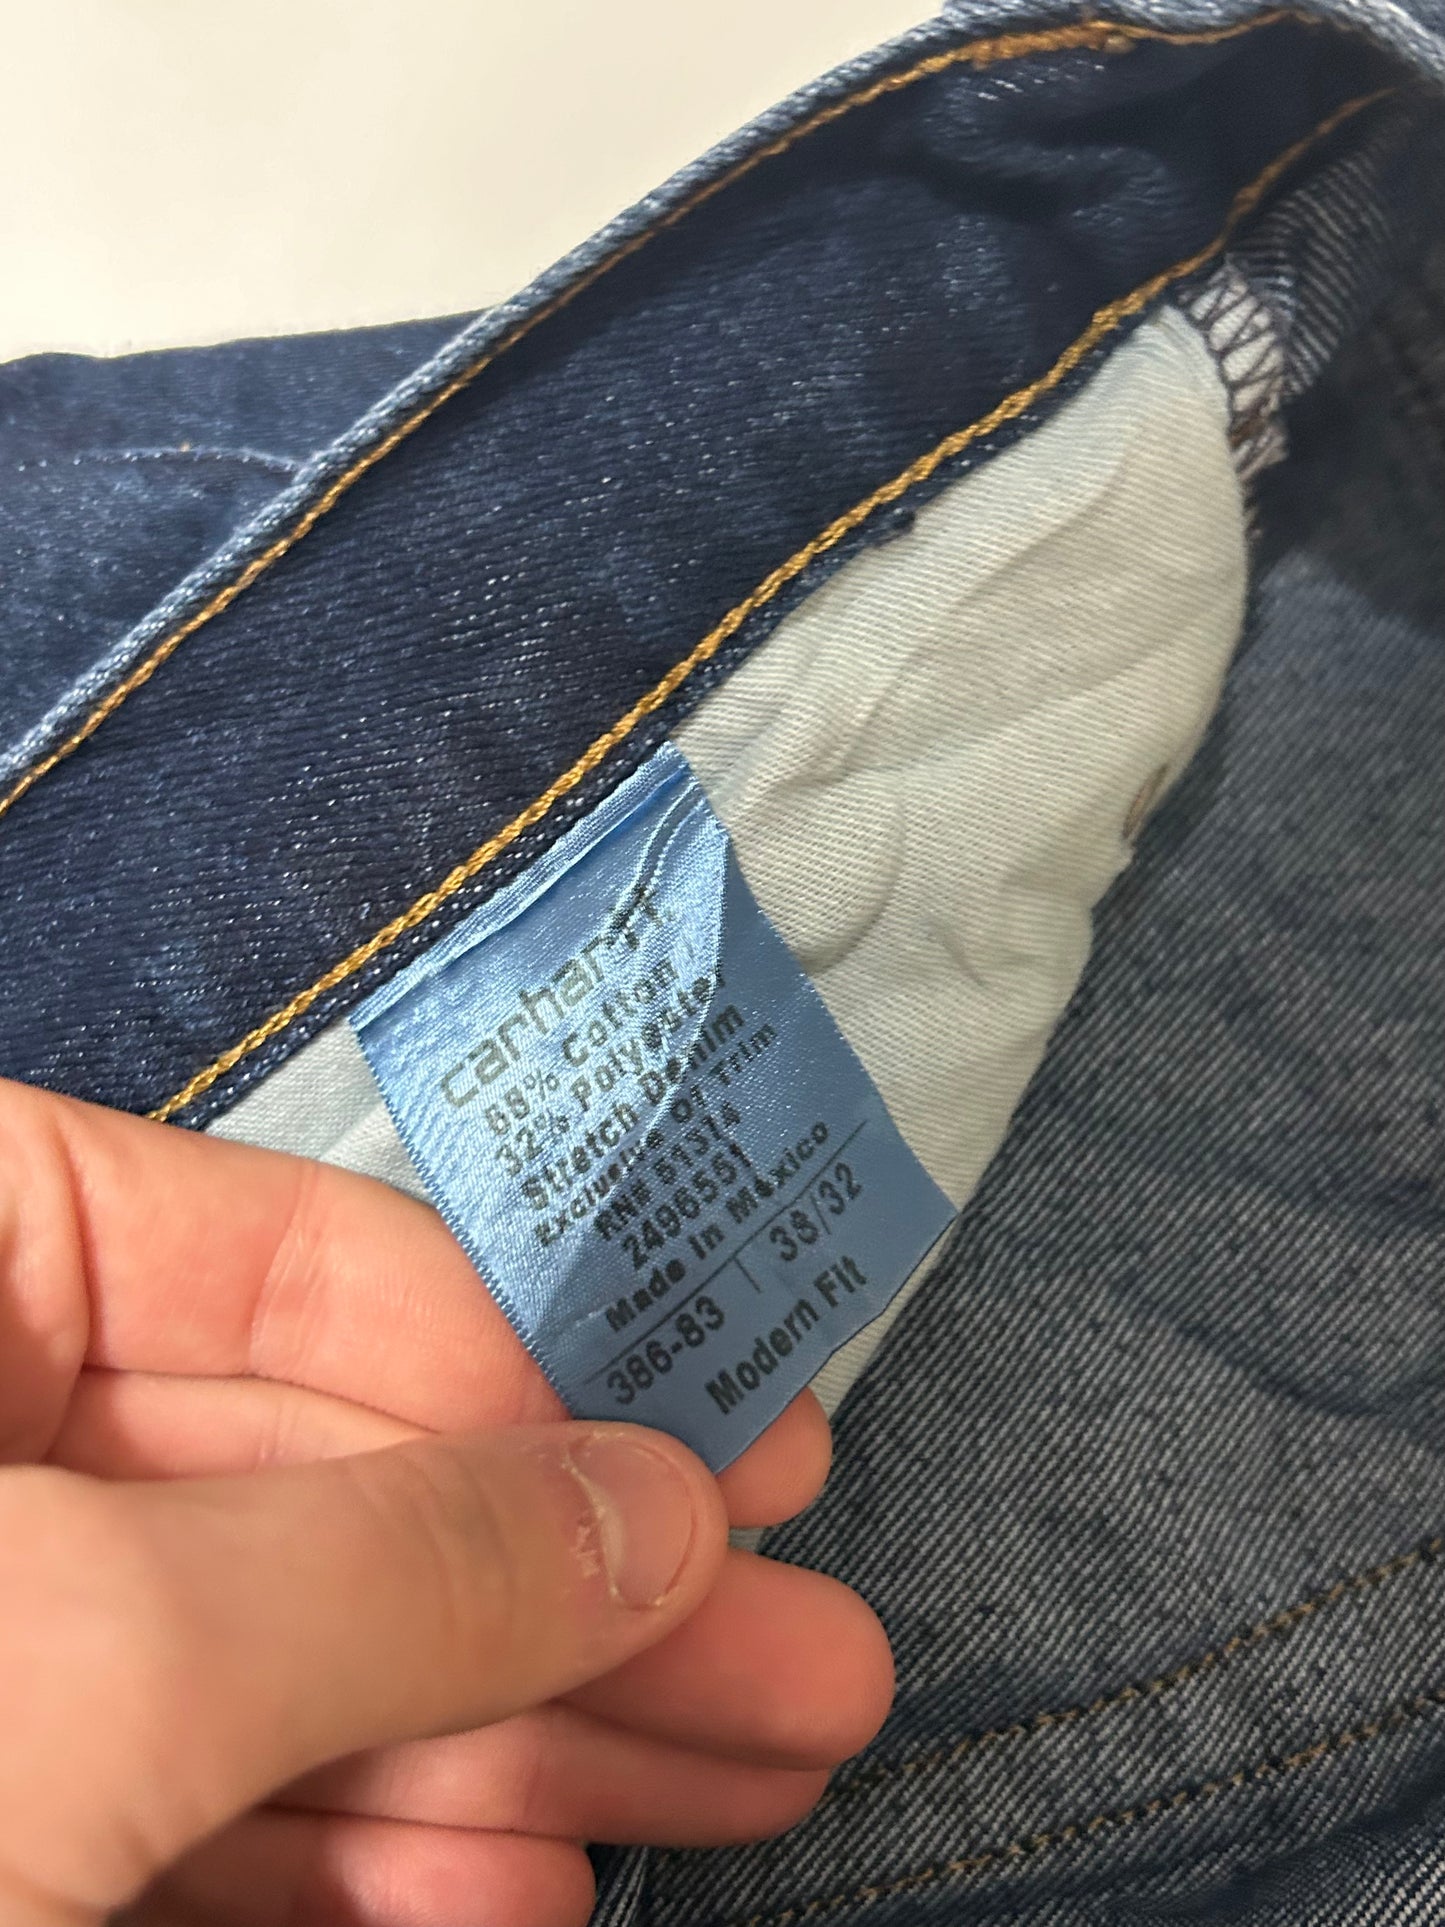 carhartt
68% Cotton
32% Polyester
Stretch Denim
Exclusive of Trim
RN# 51374
2496551
Made In Mexico
386-83 | 38/32
Modern Fit